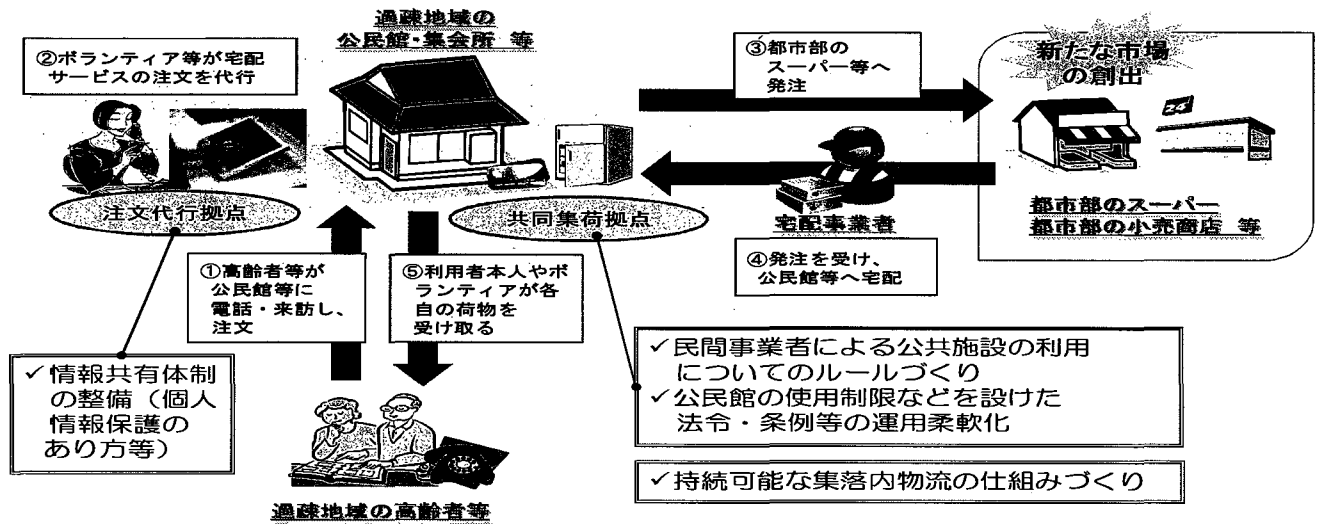 過疎地域の
公民館・集会所 等
②ボランティア等が宅配
サービスの注文を代行
③都市部の
スーパー等へ
発注
新たな市場
の創出
24
注文代行拠点
共同集荷拠点
宅配事業者
都市部のスーパー
都市部の小売商店 等
①高齢者等が
公民館等に
電話・来訪し、
注文
⑤利用者本人やボ
ランティアが各
自の荷物を
受け取る
④発注を受け、
公民館等へ宅配
✓情報共有体制
の整備（個人
情報保護の
あり方等）
✓民間事業者による公共施設の利用
についてのルールづくり
✓公民館の使用制限などを設けた
法令・条例等の運用柔軟化
✓持続可能な集落内物流の仕組みづくり
過疎地域の高齢者等